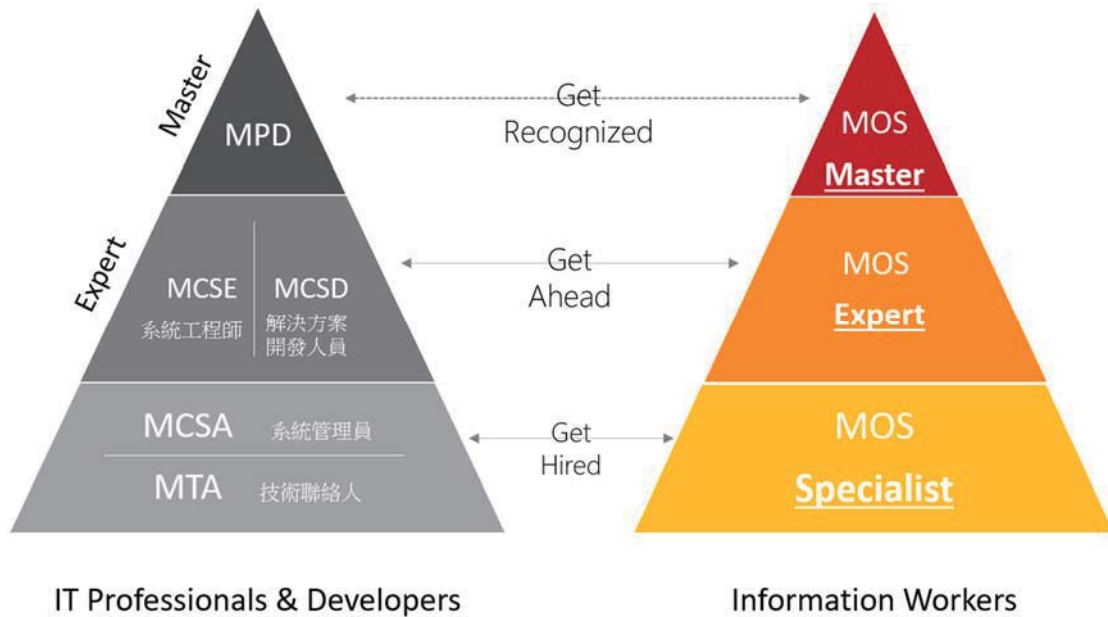 Master
MPD
Get
Recognized
MOS
Master
Expert
MCSE
系統工程師
MCSD
解決方案
開發人員
Get
Ahead
MOS
Expert
MCSA 系統管理員
MTA 技術聯絡人
Get
Hired
MOS
Specialist
IT Professionals & Developers
Information Workers